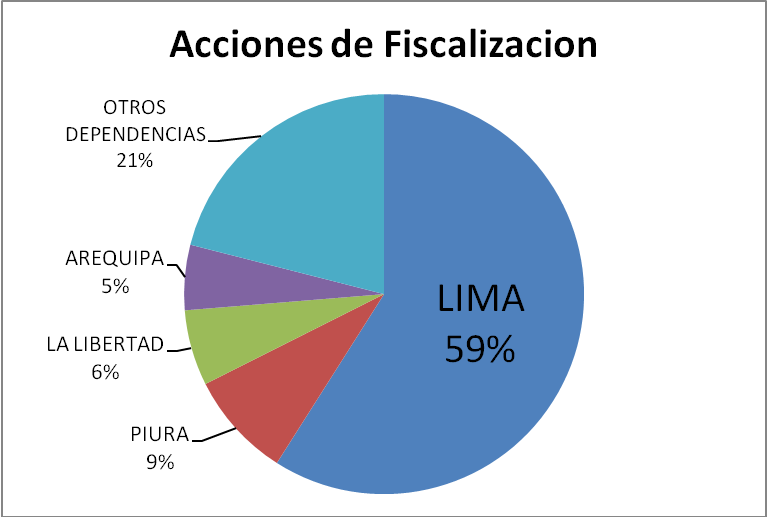 Acciones de Fiscalizacion
OTROS
DEPENDENCIAS
21%
AREQUIPA
5%
LA LIBERTAD
6%
PIURA
9%
LIMA
59%